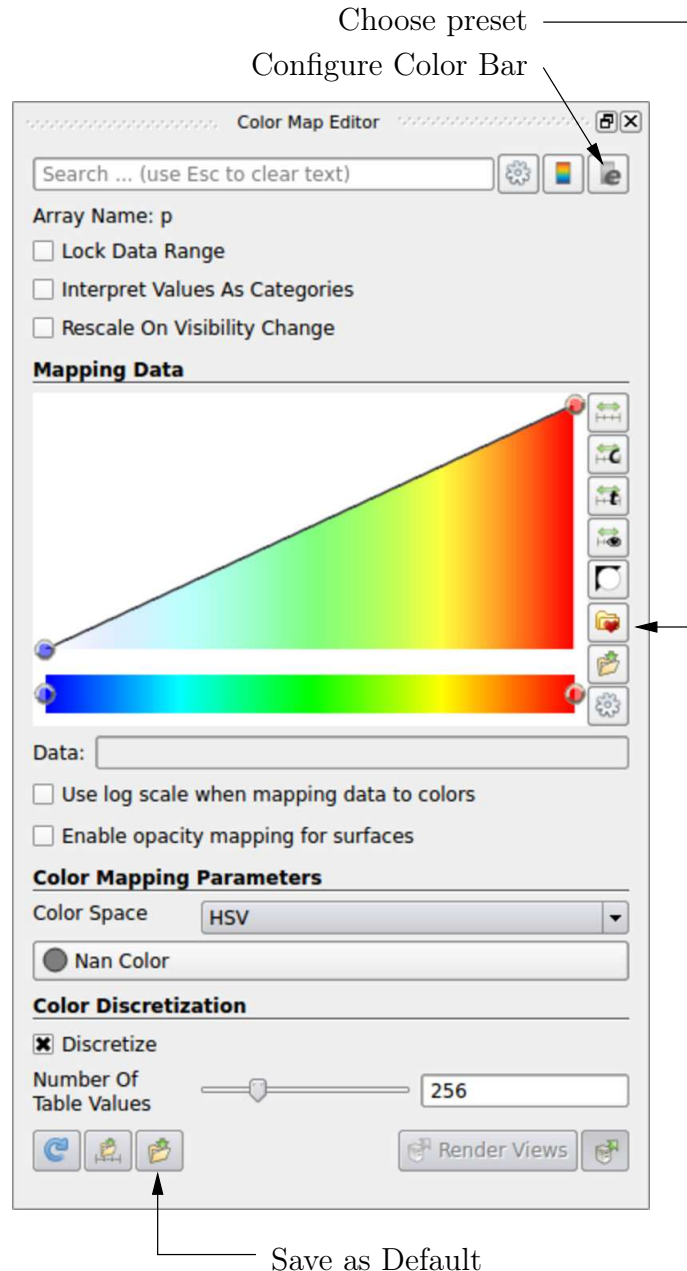 Choose preset
Configure Color Bar
Color Map Editor
Search ... (use Esc to clear text)
e
Array Name: p
Lock Data Range
Interpret Values As Categories
Rescale On Visibility Change
Mapping Data
C
t
Data:
Use log scale when mapping data to colors
Enable opacity mapping for surfaces
Color Mapping Parameters
Color Space HSV
Nan Color
Color Discretization
Discretize
Number Of
Table Values
256
Render Views
Save as Default